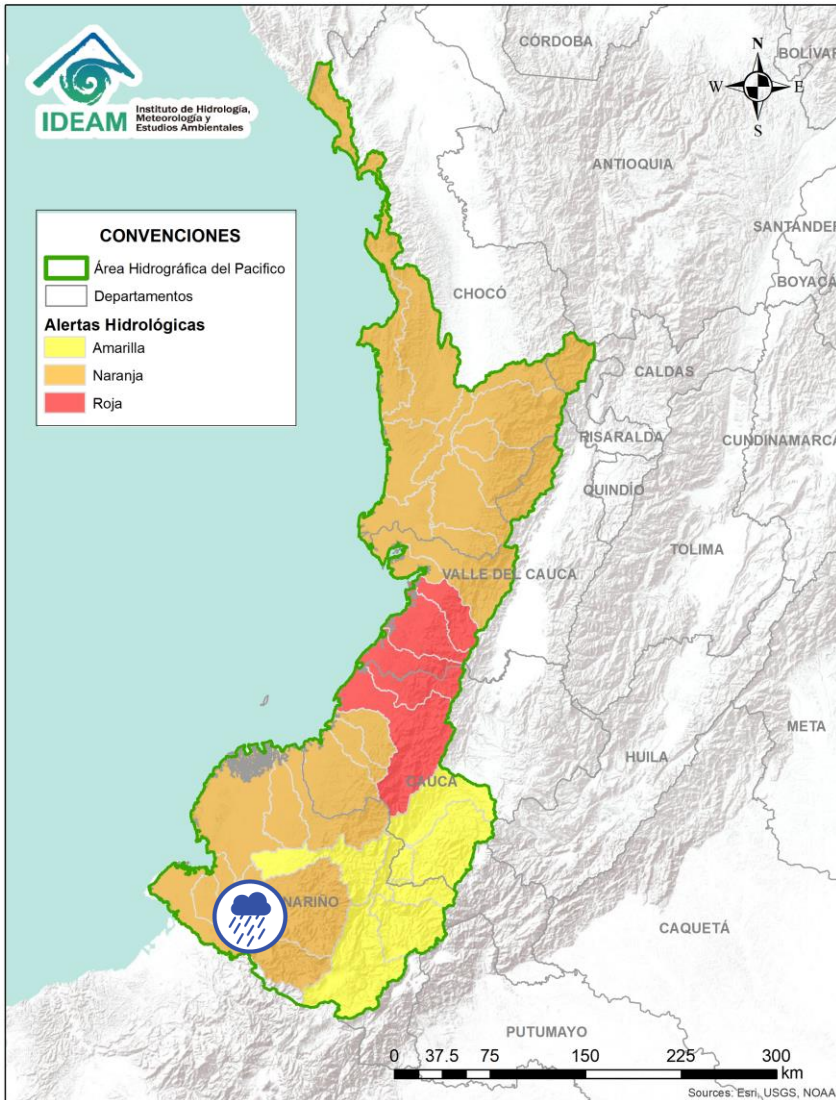 IDEAM
Instituto de Hidrología,
Meteorología y
Estudios Ambientales
CONVENCIONES
Área Hidrográfica del Pacifico
Departamentos
Alertas Hidrológicas
Amarilla
Naranja
Roja
N
W
E
S
CÓRDOBA
BOLÍVAR
ANTIOQUIA
SANTANDER
BOYACÁ
CHOCÓ
CALDAS
RISARALDA
CUNDINAMARCA
QUINDÍO
TOLIMA
VALLE DEL CAUCA
META
HUILA
CAUCA
NARIÑO
CAQUETÁ
PUTUMAYO
0 37.5 75 150 225 300
km
Sources: Esri, USGS, NOAA